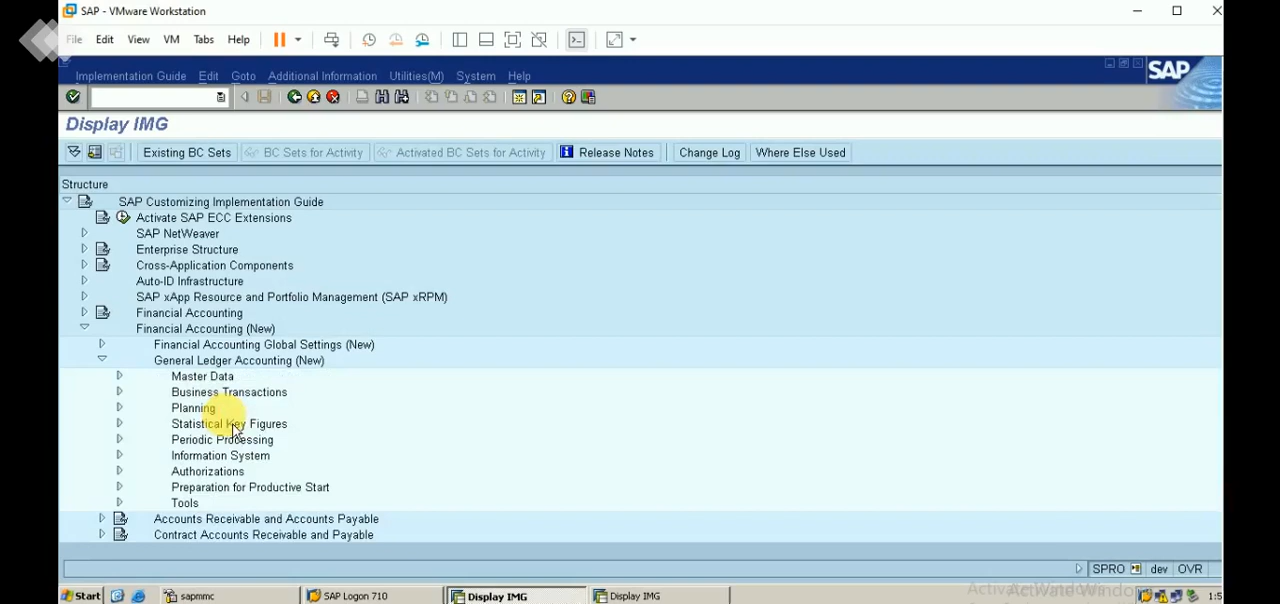 SAP - VMware Workstation
File Edit View VM Tabs Help
Implementation Guide Edit Goto Additional Information Utilities(M) System Help
SAP
Display IMG
Existing BC Sets BC Sets for Activity Activated BC Sets for Activity Release Notes Change Log Where Else Used
Structure
SAP Customizing Implementation Guide
Activate SAP ECC Extensions
SAP NetWeaver
Enterprise Structure
Cross-Application Components
Auto-ID Infrastructure
SAP xApp Resource and Portfolio Management (SAP xRPM)
Financial Accounting
Financial Accounting (New)
Financial Accounting Global Settings (New)
General Ledger Accounting (New)
Master Data
Business Transactions
Planning
Statistical Key Figures
Periodic Processing
Information System
Authorizations
Preparation for Productive Start
Tools
Accounts Receivable and Accounts Payable
Contract Accounts Receivable and Payable
SPRO dev OVR
Start sapmmc SAP Logon 710 Display IMG Display IMG